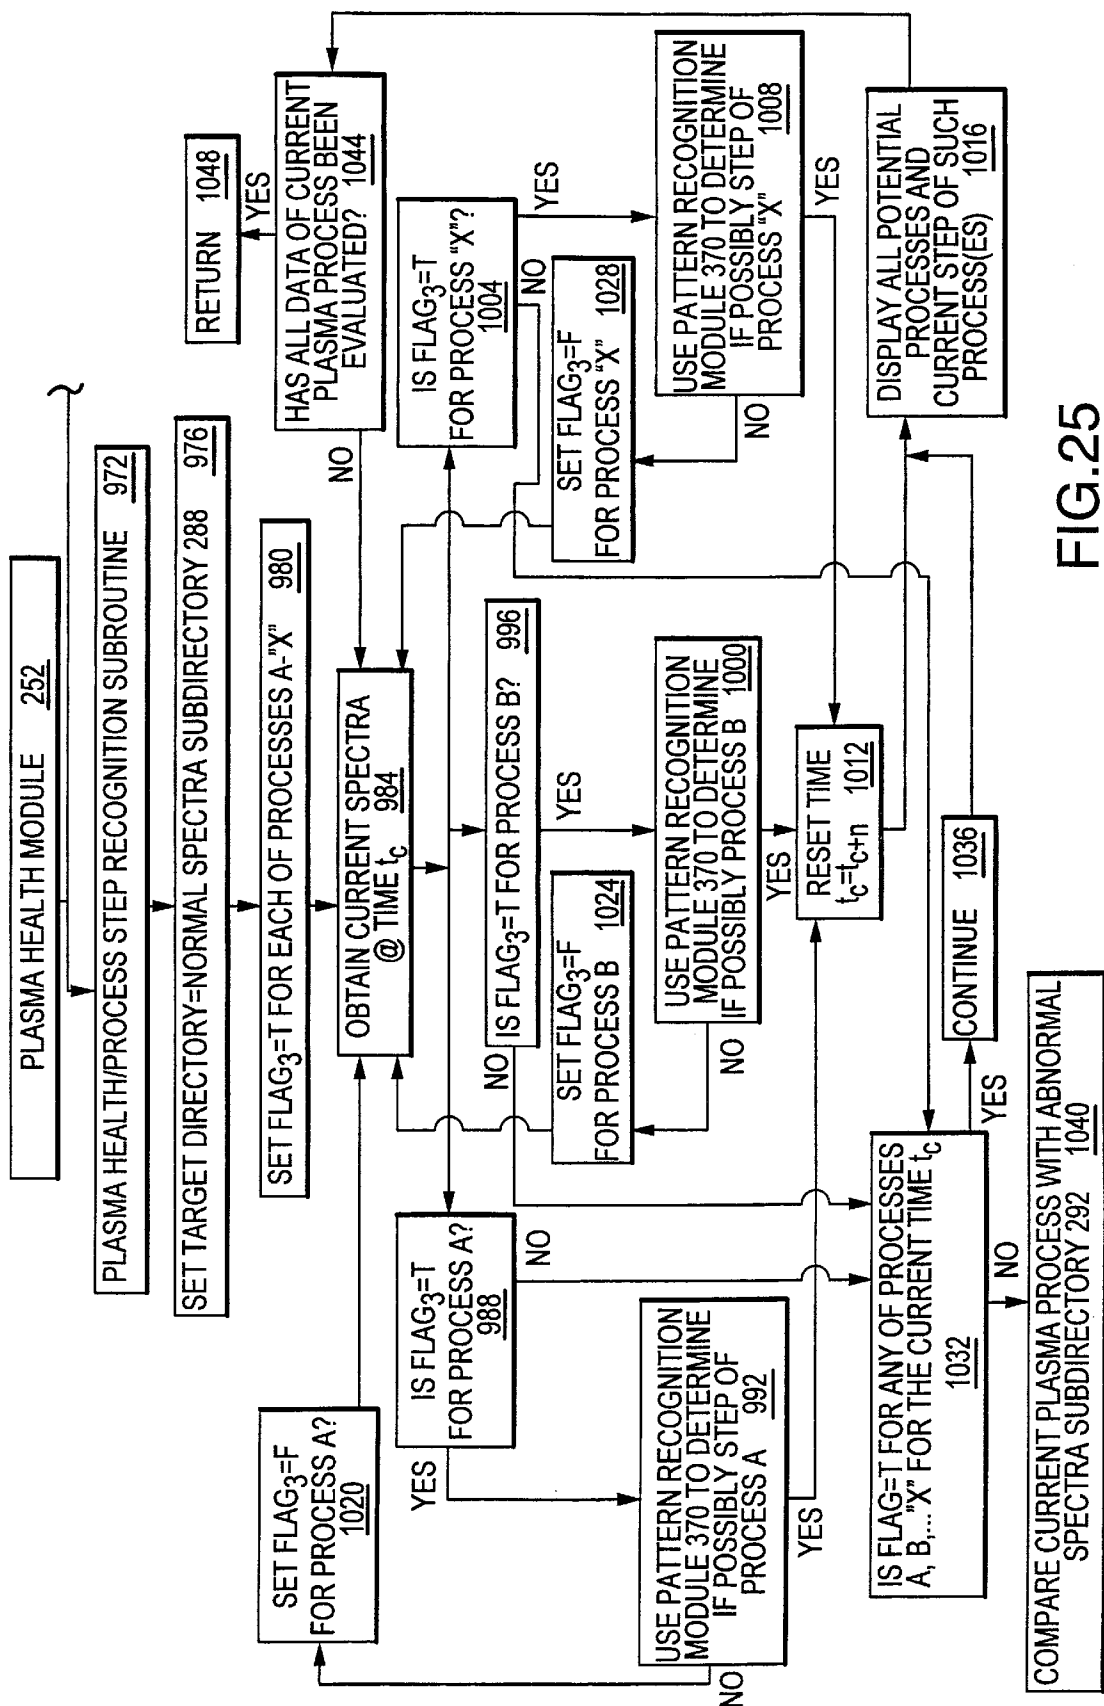 PLASMA HEALTH MODULE 252
PLASMA HEALTH/PROCESS STEP RECOGNITION SUBROUTINE 972
SET TARGET DIRECTORY=NORMAL SPECTRA SUBDIRECTORY 288 976
SET FLAG3=T FOR EACH OF PROCESSES A-"X" 980
OBTAIN CURRENT SPECTRA
@ TIME tc 984
SET FLAG3=F
FOR PROCESS A?
1020
IS FLAG3=T
FOR PROCESS A?
988
YES
NO
USE PATTERN RECOGNITION
MODULE 370 TO DETERMINE
IF POSSIBLY STEP OF
PROCESS A 992
NO
YES
IS FLAG3=T FOR PROCESS B? 996
NO
YES
SET FLAG3=F
FOR PROCESS B 1024
USE PATTERN RECOGNITION
MODULE 370 TO DETERMINE
IF POSSIBLY PROCESS B 1000
NO
YES
RESET TIME
tc=tc+n 1012
RETURN 1048
YES
HAS ALL DATA OF CURRENT
PLASMA PROCESS BEEN
EVALUATED? 1044
NO
IS FLAG3=T
FOR PROCESS "X"?
1004
NO
YES
SET FLAG3=F
FOR PROCESS "X" 1028
USE PATTERN RECOGNITION
MODULE 370 TO DETERMINE
IF POSSIBLY STEP OF
PROCESS "X" 1008
NO
YES
DISPLAY ALL POTENTIAL
PROCESSES AND
CURRENT STEP OF SUCH
PROCESS(ES) 1016
IS FLAG=T FOR ANY OF PROCESSES
A, B,... "X" FOR THE CURRENT TIME tc
1032
YES
CONTINUE 1036
NO
COMPARE CURRENT PLASMA PROCESS WITH ABNORMAL
SPECTRA SUBDIRECTORY 292 1040
FIG.25